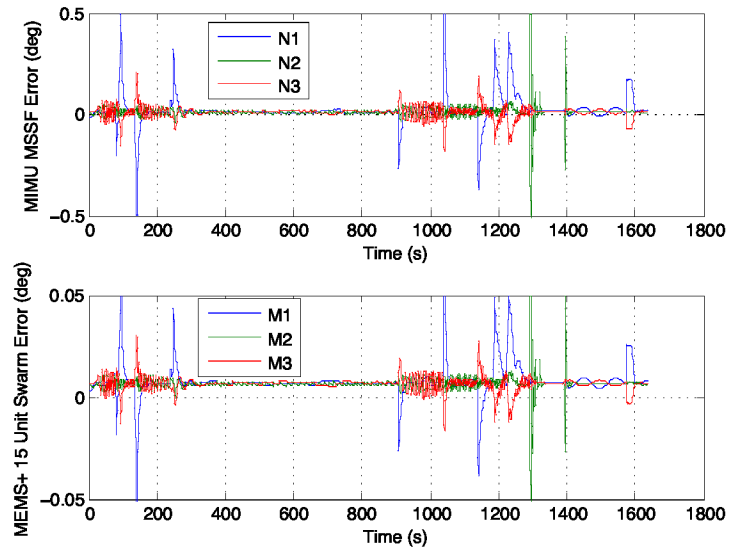 MIMU MSSF Error (deg)
0.5
0
−0.5
N1
N2
N3
0 200 400 600 800 1000 1200 1400 1600 1800
Time (s)
MEMS+ 15 Unit Swarm Error (deg)
0.05
0
−0.05
M1
M2
M3
0 200 400 600 800 1000 1200 1400 1600 1800
Time (s)